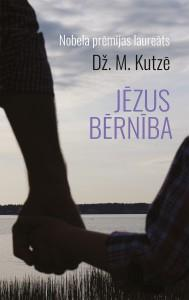 Nobela prēmijas laureāts
Dž. M. Kutzē
JĒZUS
BĒRNĪBA